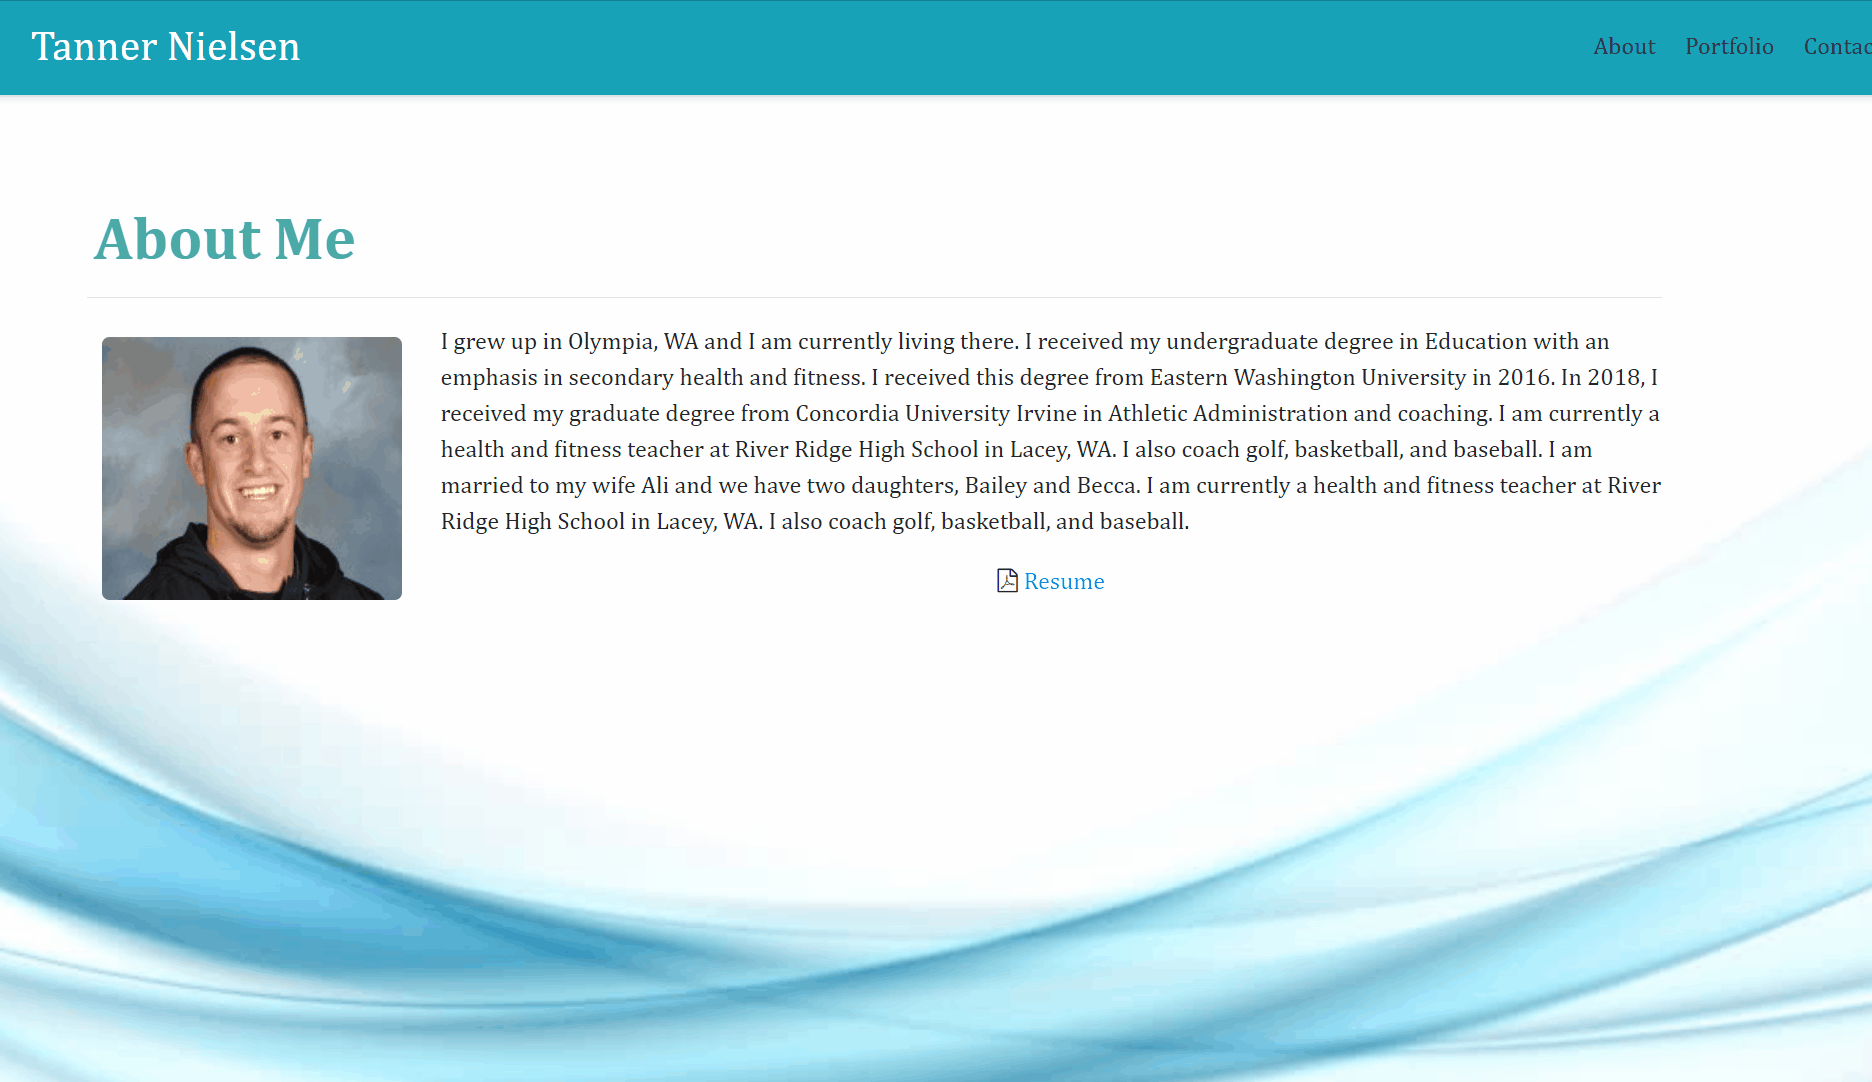 Tanner Nielsen
About Portfolio Contac
About Me
I grew up in Olympia, WA and I am currently living there. I received my undergraduate degree in Education with an
emphasis in secondary health and fitness. I received this degree from Eastern Washington University in 2016. In 2018, I
received my graduate degree from Concordia University Irvine in Athletic Administration and coaching. I am currently a
health and fitness teacher at River Ridge High School in Lacey, WA. I also coach golf, basketball, and baseball. I am
married to my wife Ali and we have two daughters, Bailey and Becca. I am currently a health and fitness teacher at River
Ridge High School in Lacey, WA. I also coach golf, basketball, and baseball.
Resume